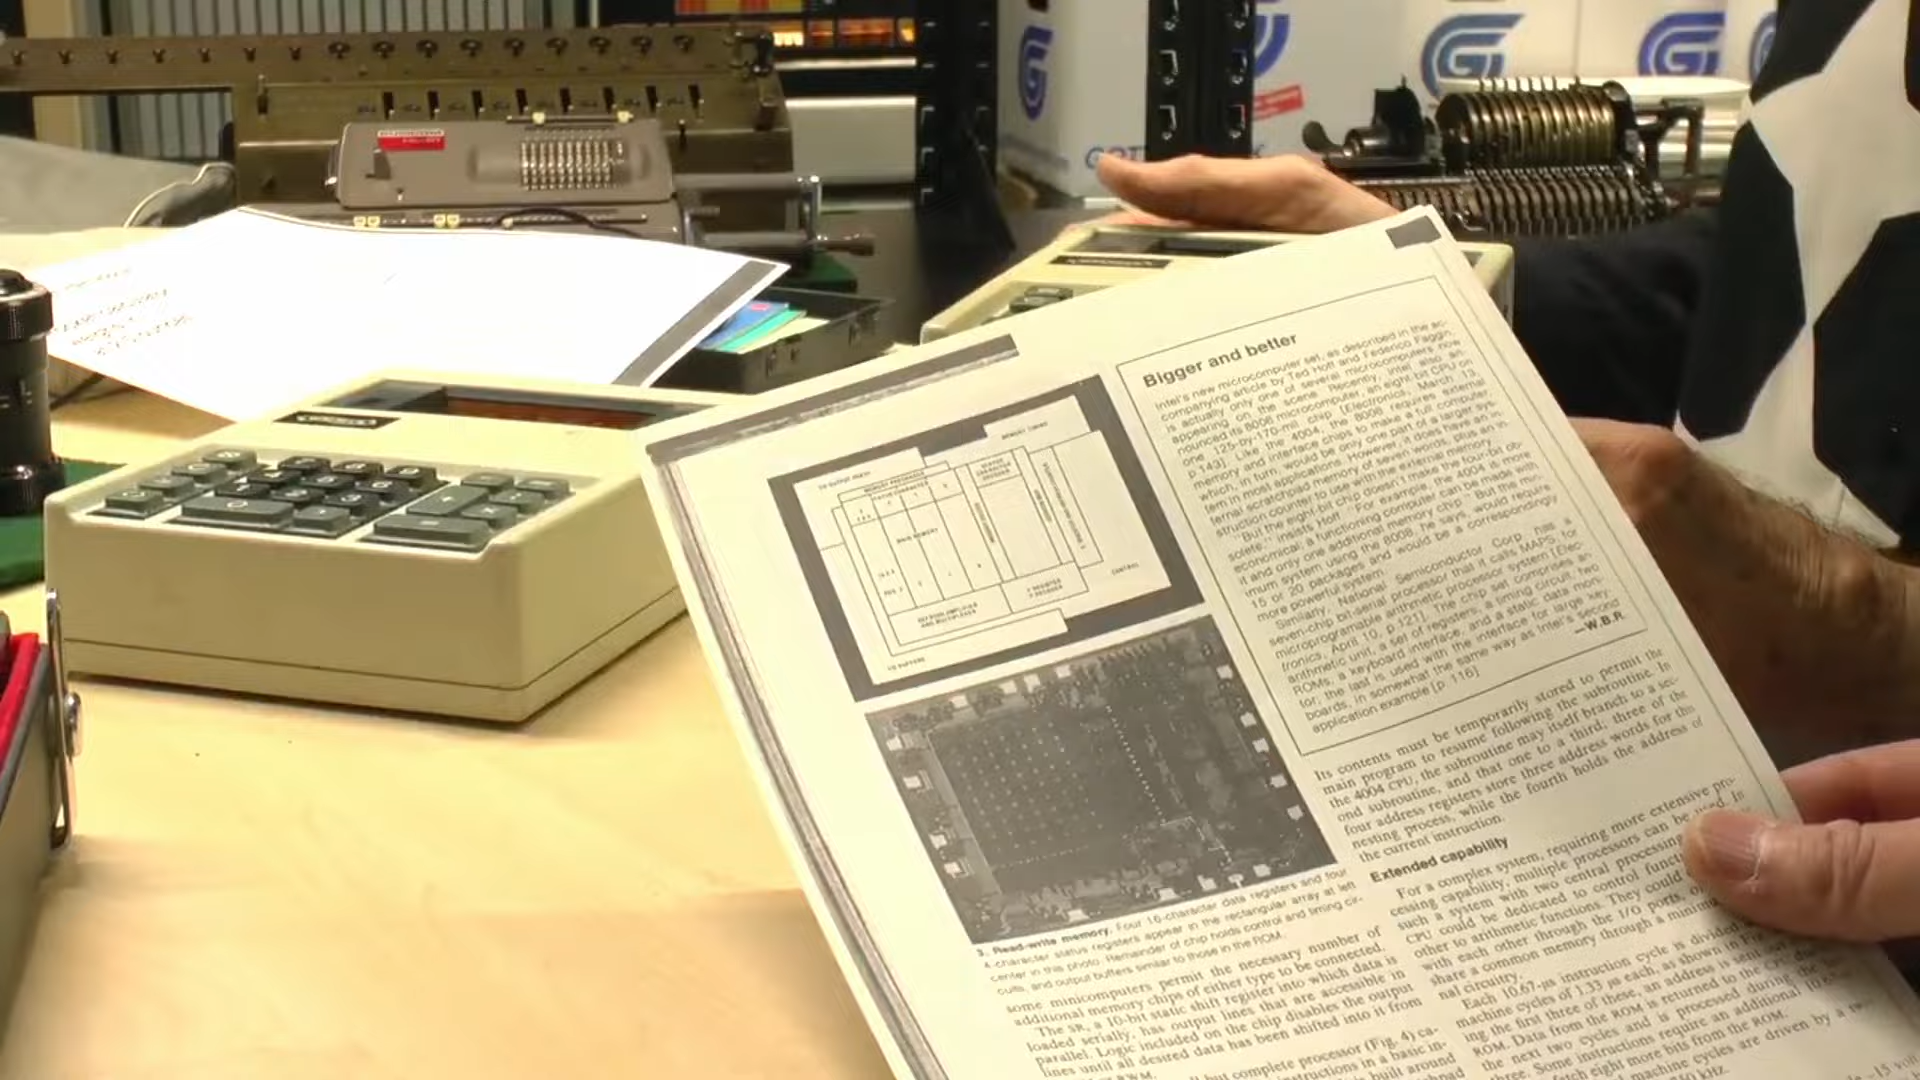 Bigger and better
Intel's new microcomputer set, as described in the ac-
companying article by Ted Hoff and Federico Faggin,
is actually only one of several microcomputers now
appearing on the scene. Recently, Intel also an-
nounced its 8008 microcomputer, an eight-bit CPU on
one 125-by-170-mil chip [Electronics, March 13,
p.143]. Like the 4004, the 8008 requires external
memory and interface chips to make a full computer,
which, in turn, would be only one part of a larger sys-
tem in most applications. However, it does have an in-
ternal scratchpad memory of seven words, plus an in-
struction counter to use with the external memory.
"But the eight-bit chip doesn't make the four-bit ob-
solete," insists Hoff. "For example, the 4004 is more
economical; a functioning computer can be made with
it and only one additional memory chip." But the min-
imum system using the 8008, he says, would require
15 or 20 packages and would be a correspondingly
more powerful system.
Similarly, National Semiconductor Corp. has a
seven-chip bit-serial processor that it calls MAPS, for
microprogramable arithmetic processor system [Elec-
tronics, April 10, p.121]. The chip set comprises an
arithmetic unit, a set of registers, a timing circuit, two
ROMs, a keyboard interface, and a static data moni-
tor; the last is used with the interface for large key-
boards, in somewhat the same way as Intel's second
application example [p. 116]
—W.B.R.
MEMORY TIMING
MAIN MEMORY
CONTROL
3. Read-write memory. Four 16-character data registers and four
4-character status registers appear in the rectangular array at left
center in this photo. Remainder of chip holds control and timing cir-
cuits, and output buffers similar to those in the ROM.
some minicomputers permit the necessary number of
additional memory chips of either type to be connected.
The SR, a 10-bit static shift register into which data is
loaded serially, has output lines that are accessible in
parallel. Logic included on the chip disables the output
lines until all desired data has been shifted into it from
complete processor (Fig. 4) ca-
instructions in a basic in-
built around
Its contents must be temporarily stored to permit the
main program to resume following the subroutine. In
the 4004 CPU, the subroutine may itself branch to a sec-
ond subroutine, and that one to a third; three of the
four address registers store three address words for this
nesting process, while the fourth holds the address of
the current instruction.
Extended capability
For a complex system, requiring more extensive pro-
cessing capability, multiple processors can be used. In
such a system with two central processing
CPU could be dedicated to control funct
other to arithmetic functions. They could
with each other through the I/O ports,
share a common memory through a minimu
nal circuitry.
Each 10.67-µs instruction cycle is divided
machine cycles of 1.33 µs each, as shown in
ing the first three of these, an address is sent
ROM. Data from the ROM is returned to the
the next two cycles and is processed during the
three. Some instructions require an additional
fetch eight more bits from the ROM.
machine cycles are driven by a